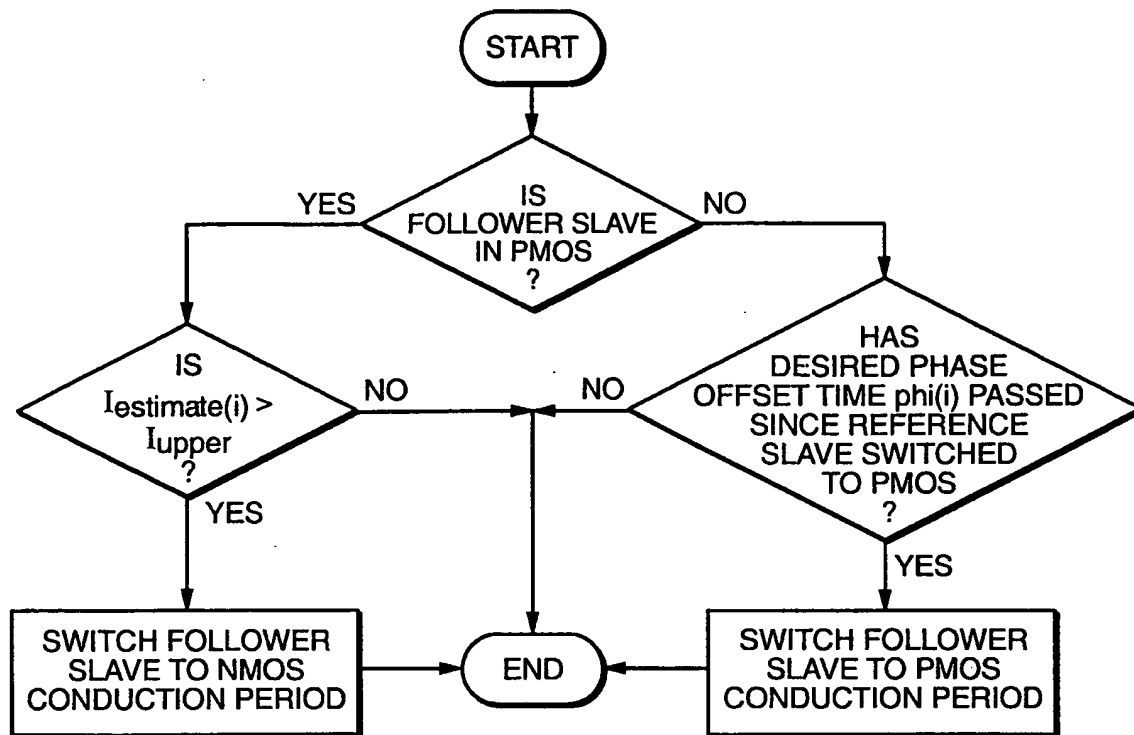 START
IS
FOLLOWER SLAVE
IN PMOS
?
YES
NO
IS
Iestimate(i) >
Iupper
?
NO
YES
HAS
DESIRED PHASE
OFFSET TIME phi(i) PASSED
SINCE REFERENCE
SLAVE SWITCHED
TO PMOS
?
NO
YES
SWITCH FOLLOWER
SLAVE TO NMOS
CONDUCTION PERIOD
END
SWITCH FOLLOWER
SLAVE TO PMOS
CONDUCTION PERIOD